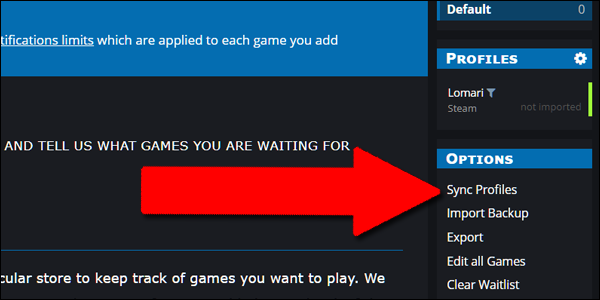 tifications limits which are applied to each game you add
AND TELL US WHAT GAMES YOU ARE WAITING FOR
cular store to keep track of games you want to play. We
Default 0
PROFILES
Lomari
Steam not imported
OPTIONS
Sync Profiles
Import Backup
Export
Edit all Games
Clear Waitlist